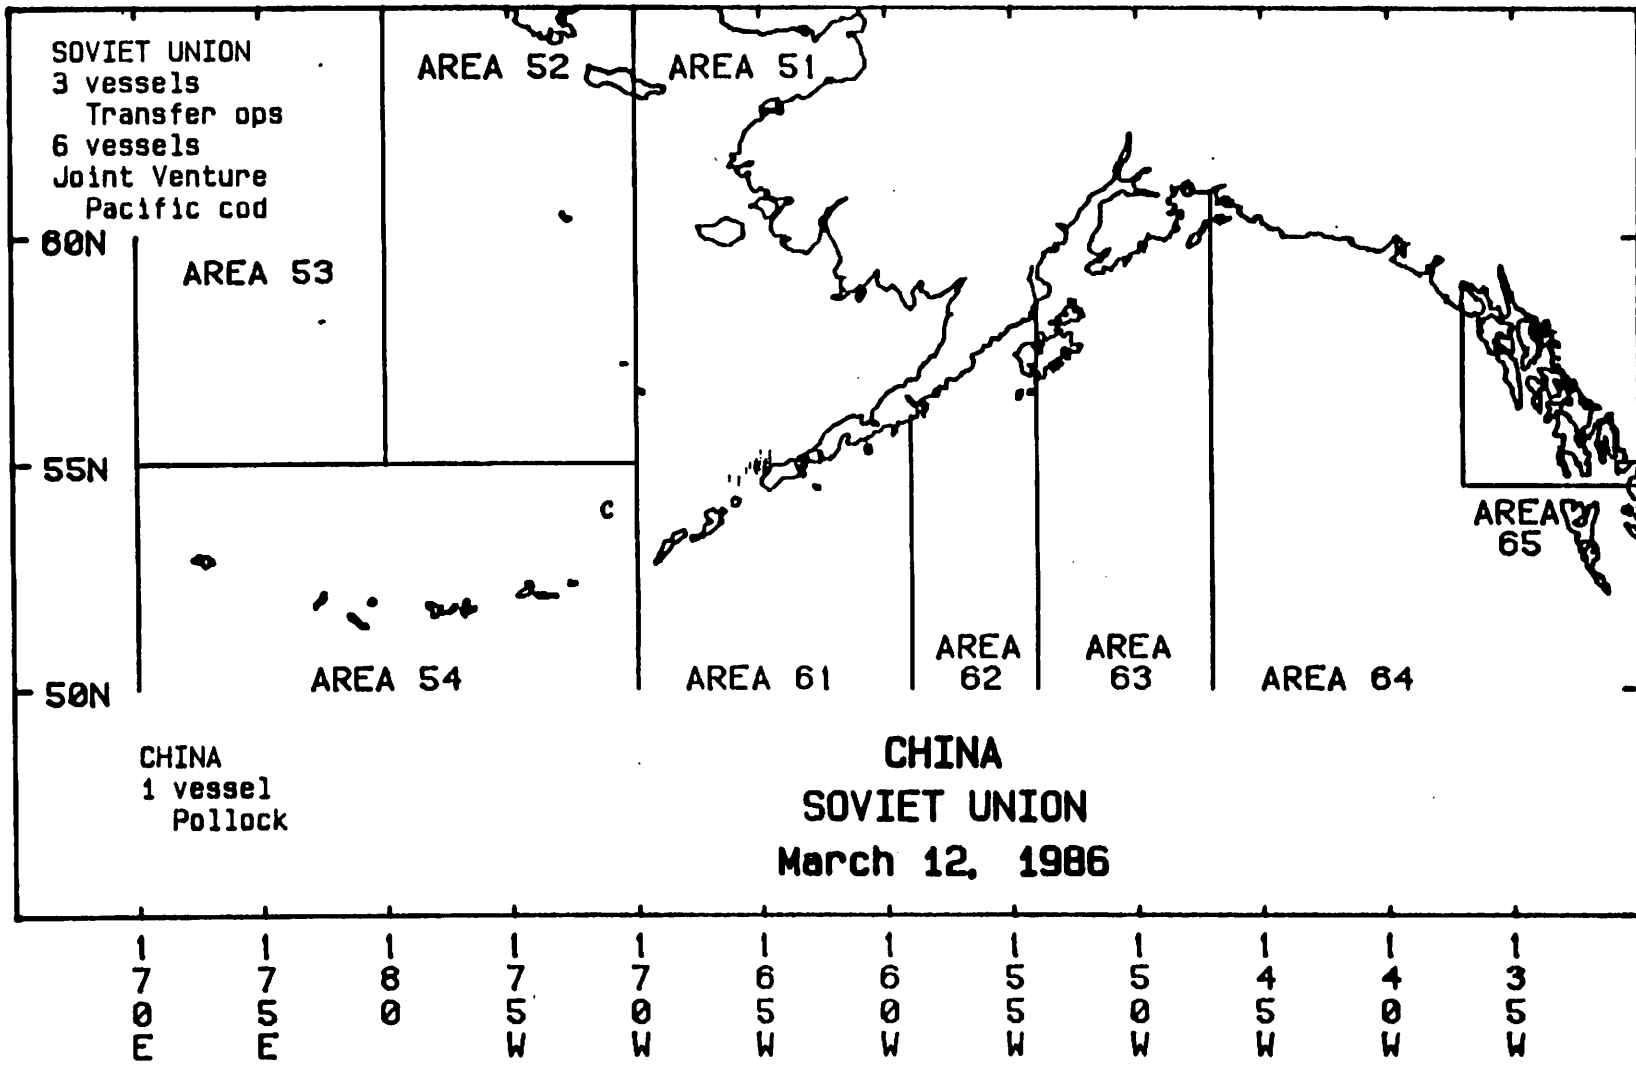 SOVIET UNION
3 vessels
Transfer ops
6 vessels
Joint Venture
Pacific cod
AREA 52
AREA 51
60N
AREA 53
55N
C
AREA
65
50N
AREA 54
AREA 61
AREA
62
AREA
63
AREA 64
CHINA
1 vessel
Pollock
CHINA
SOVIET UNION
March 12, 1986
170E
175E
180
175W
170W
165W
160W
155W
150W
145W
140W
135W